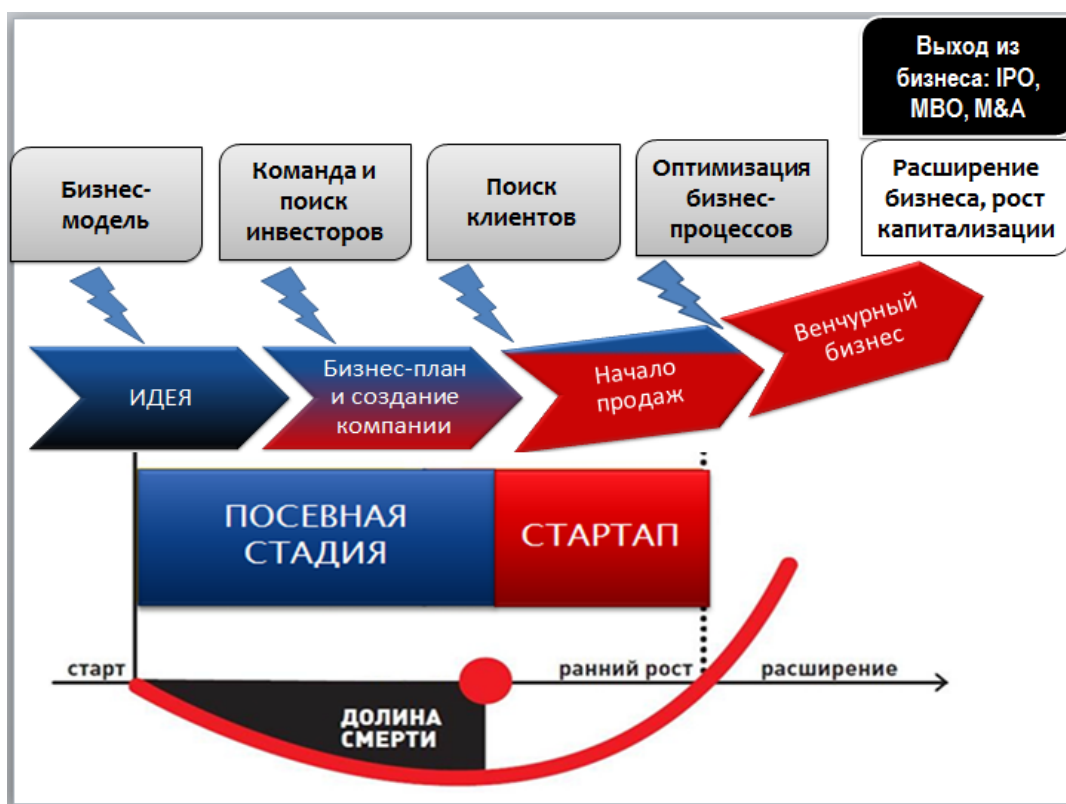 Выход из
бизнеса: IPO,
MBO, M&A
Бизнес-
модель
Команда и
поиск
инвесторов
Поиск
клиентов
Оптимизация
бизнес-
процессов
Расширение
бизнеса, рост
капитализации
ИДЕЯ
Бизнес-план
и создание
компании
Начало
продаж
Венчурный
бизнес
ПОСЕВНАЯ
СТАДИЯ
СТАРТАП
старт
ранний рост
расширение
ДОЛИНА
СМЕРТИ